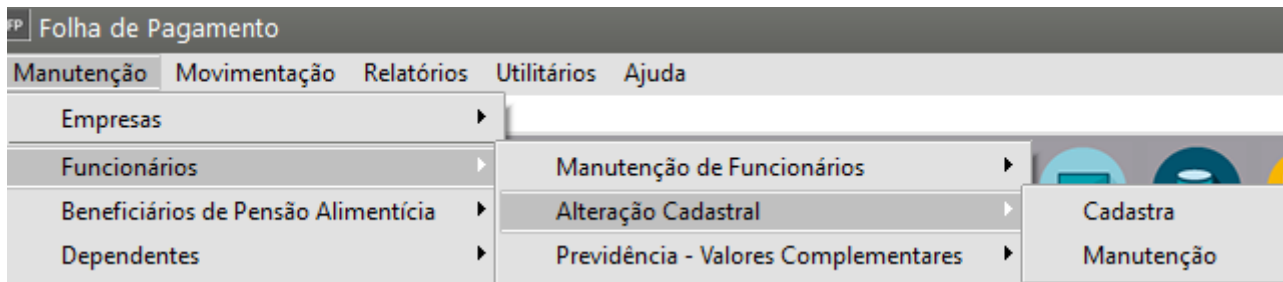 FP Folha de Pagamento
Manutenção Movimentação Relatórios Utilitários Ajuda
Empresas
Funcionários Manutenção de Funcionários
Beneficiários de Pensão Alimentícia Alteração Cadastral Cadastra
Dependentes Previdência - Valores Complementares Manutenção